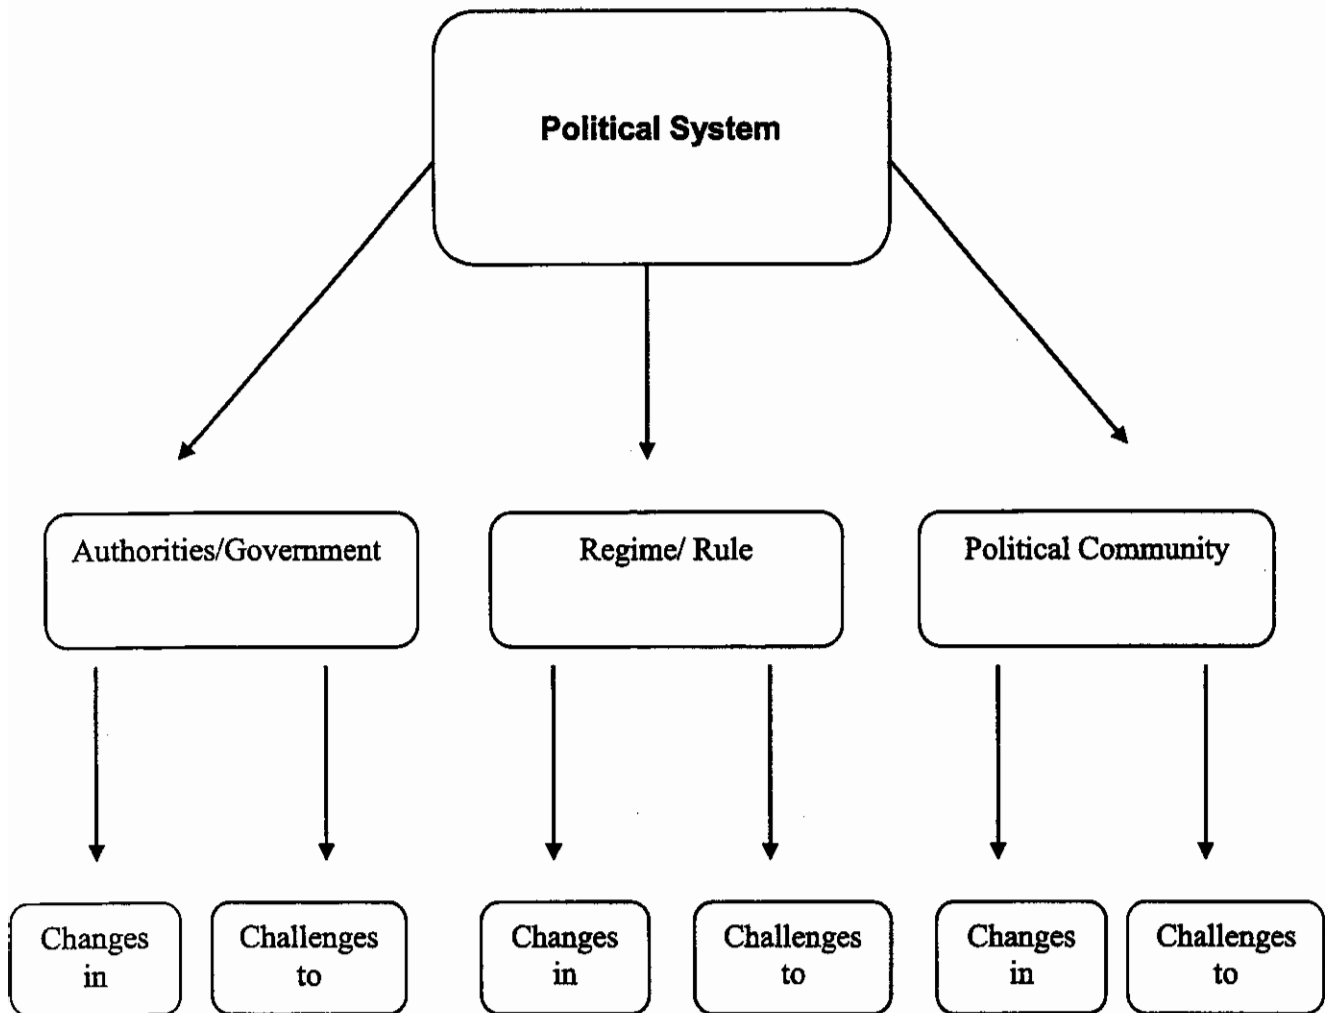 Political System
Authorities/Government
Regime/ Rule
Political Community
Changes
in
Challenges
to
Changes
in
Challenges
to
Changes
in
Challenges
to